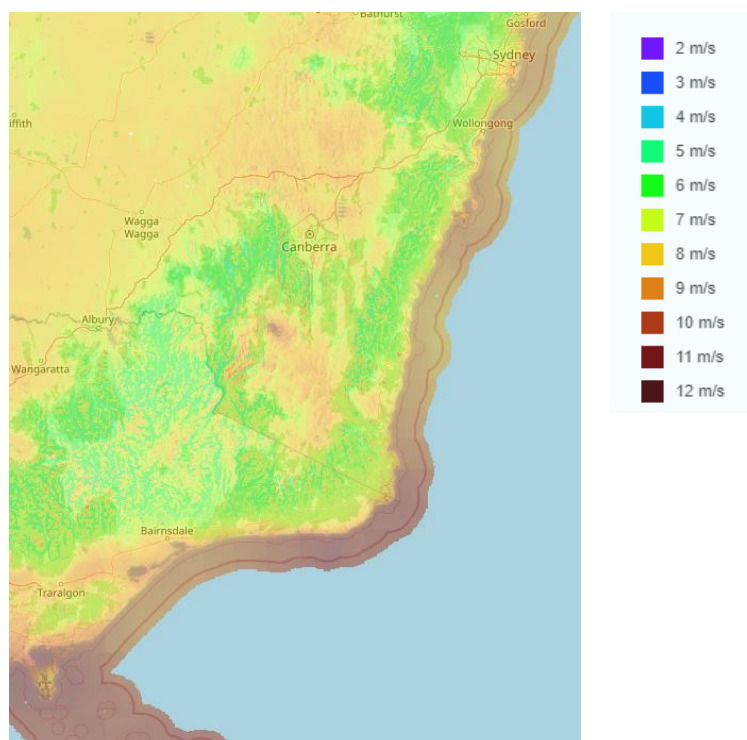 Bathurst
Gosford
Sydney
iffith
Wollongong
Wagga
Wagga
Canberra
Albury
Wangaratta
Bairnsdale
Traralgon
2 m/s
3 m/s
4 m/s
5 m/s
6 m/s
7 m/s
8 m/s
9 m/s
10 m/s
11 m/s
12 m/s